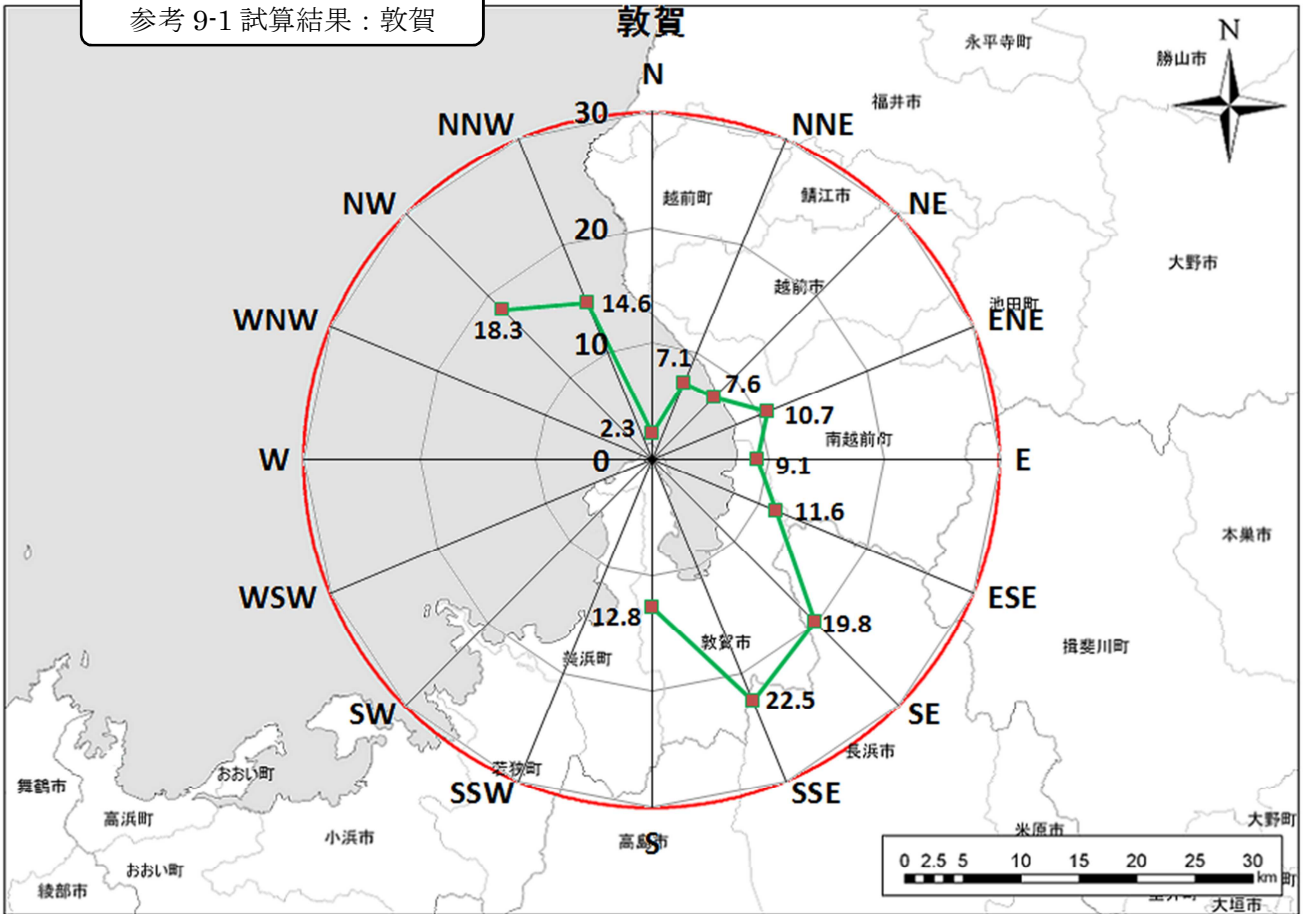 参考 9-1 試算結果：敦賀
敦賀
N
N
永平寺町
勝山市
福井市
30
NNW
NNE
NW
越前町
鯖江市
NE
20
大野市
越前市
池田町
WNW
14.6
ENE
18.3
10
7.1
7.6
10.7
2.3
南越前町
W
0
9.1
E
11.6
本巣市
WSW
ESE
12.8
19.8
敦賀市
揖斐川町
美浜町
22.5
SW
SE
長浜市
おおい町
若狭町
舞鶴市
SSW
SSE
高浜町
小浜市
高島市
S
米原市
大野町
おおい町
0 2.5 5 10 15 20 25 30
km
町
綾部市
大垣市